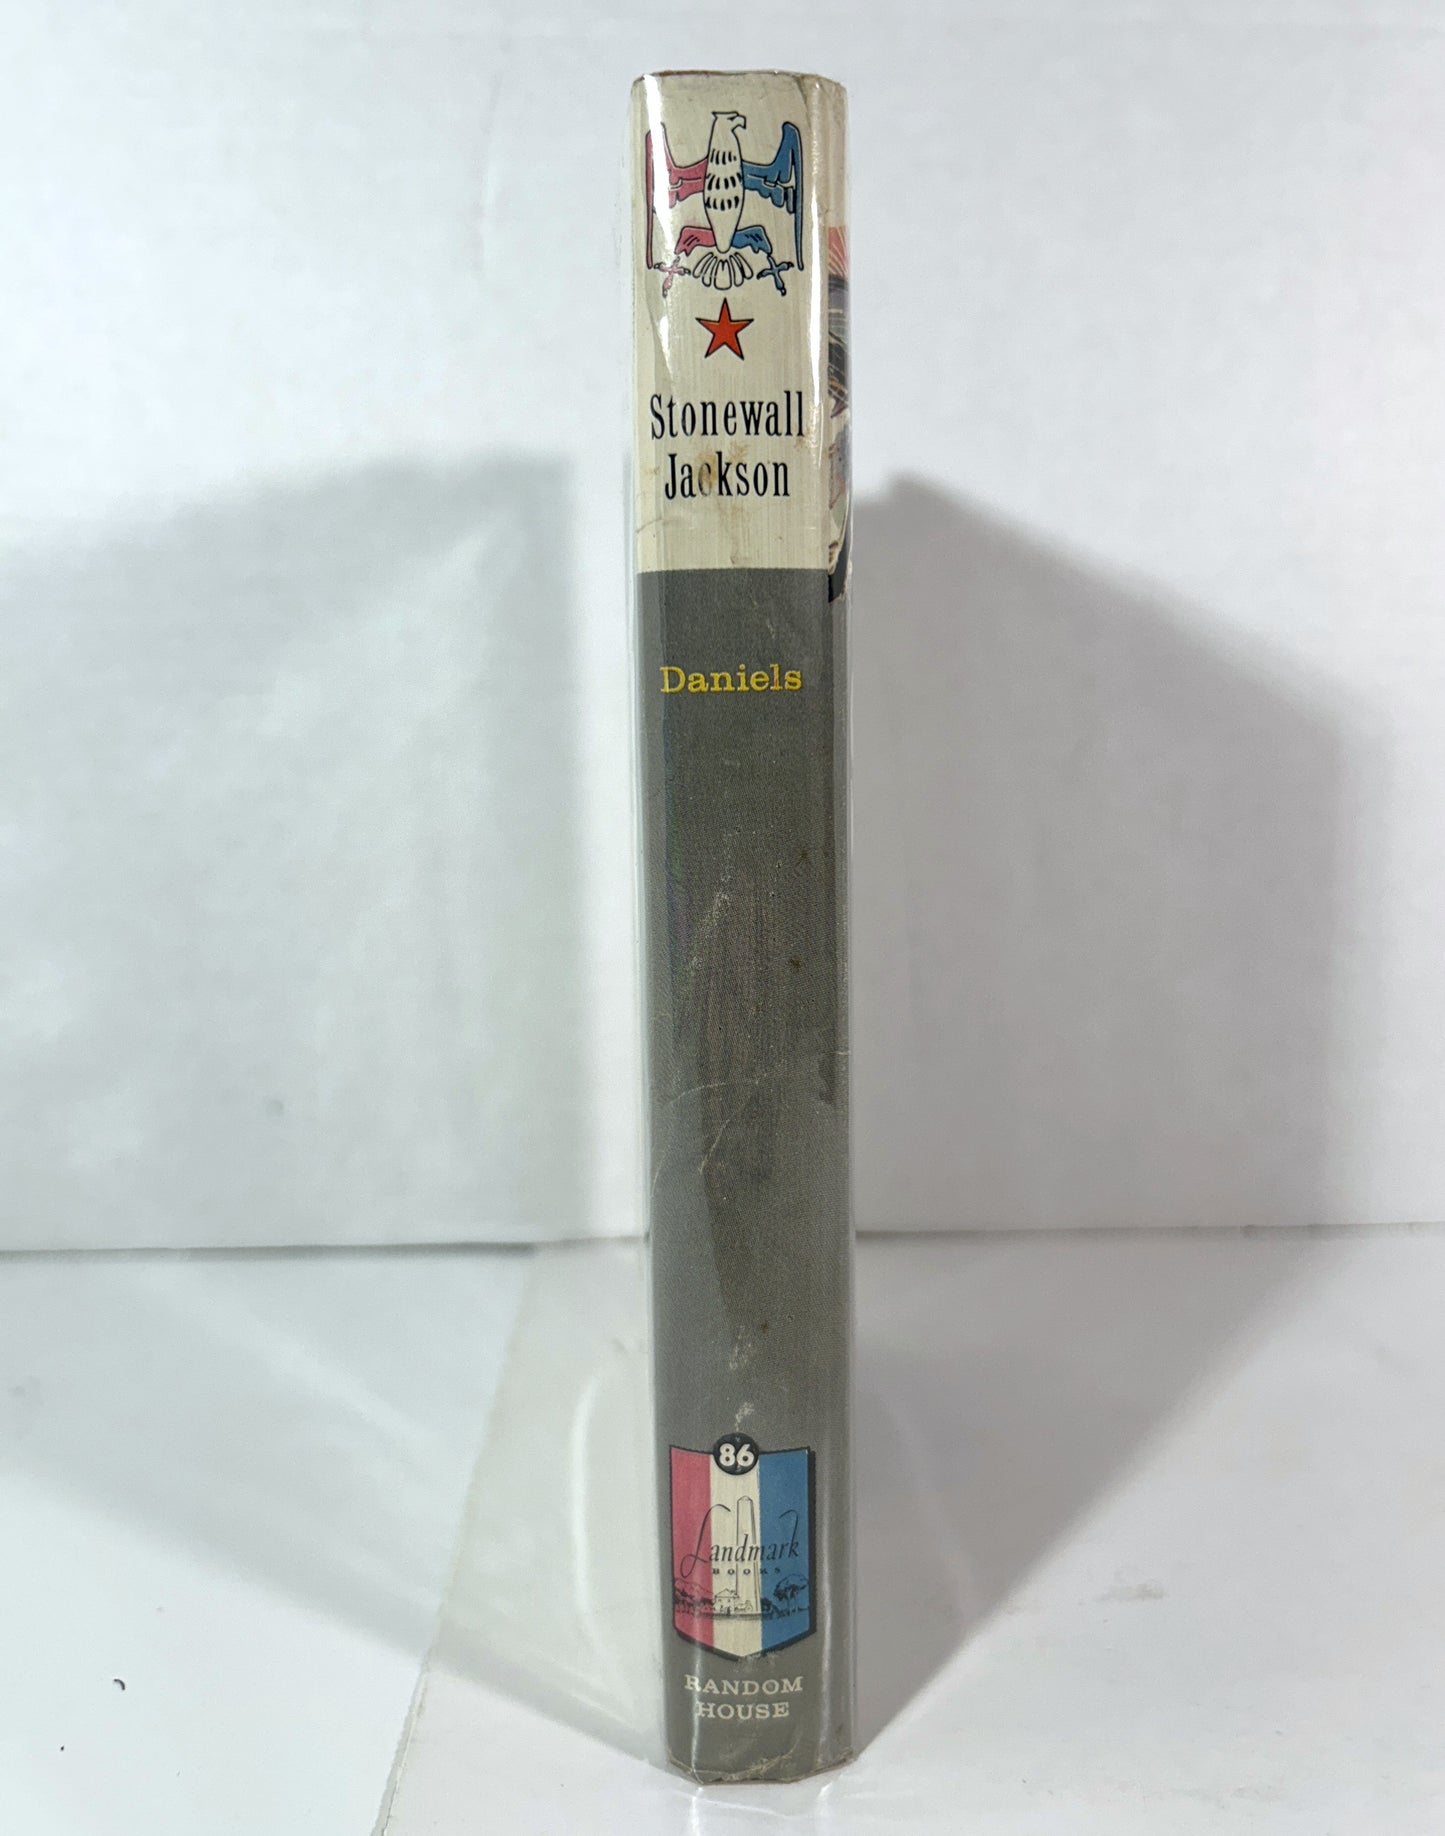 Stonewall
Jackson
Daniels
86
Landmark
BOOKS
RANDOM
HOUSE